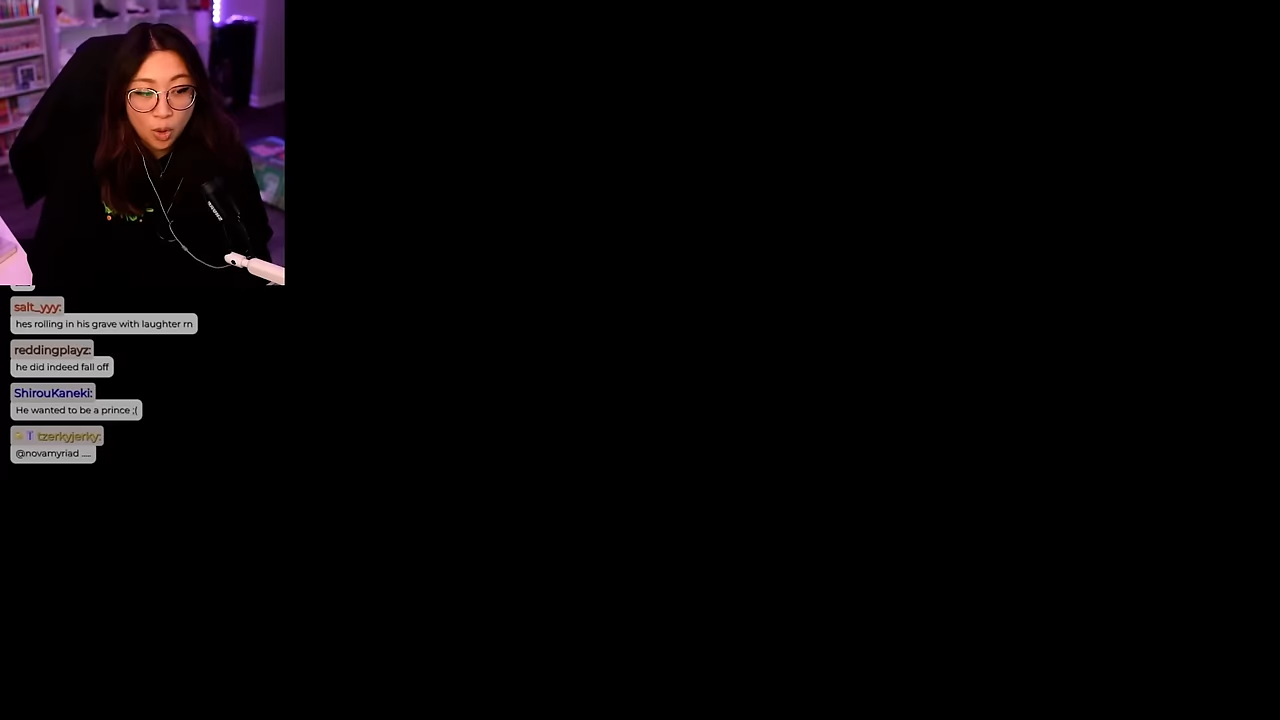 salt_yyy:
hes rolling in his grave with laughter rn
reddingplayz:
he did indeed fall off
ShirouKaneki:
He wanted to be a prince ;(
T tzerkyjerky:
@novamyriad .....